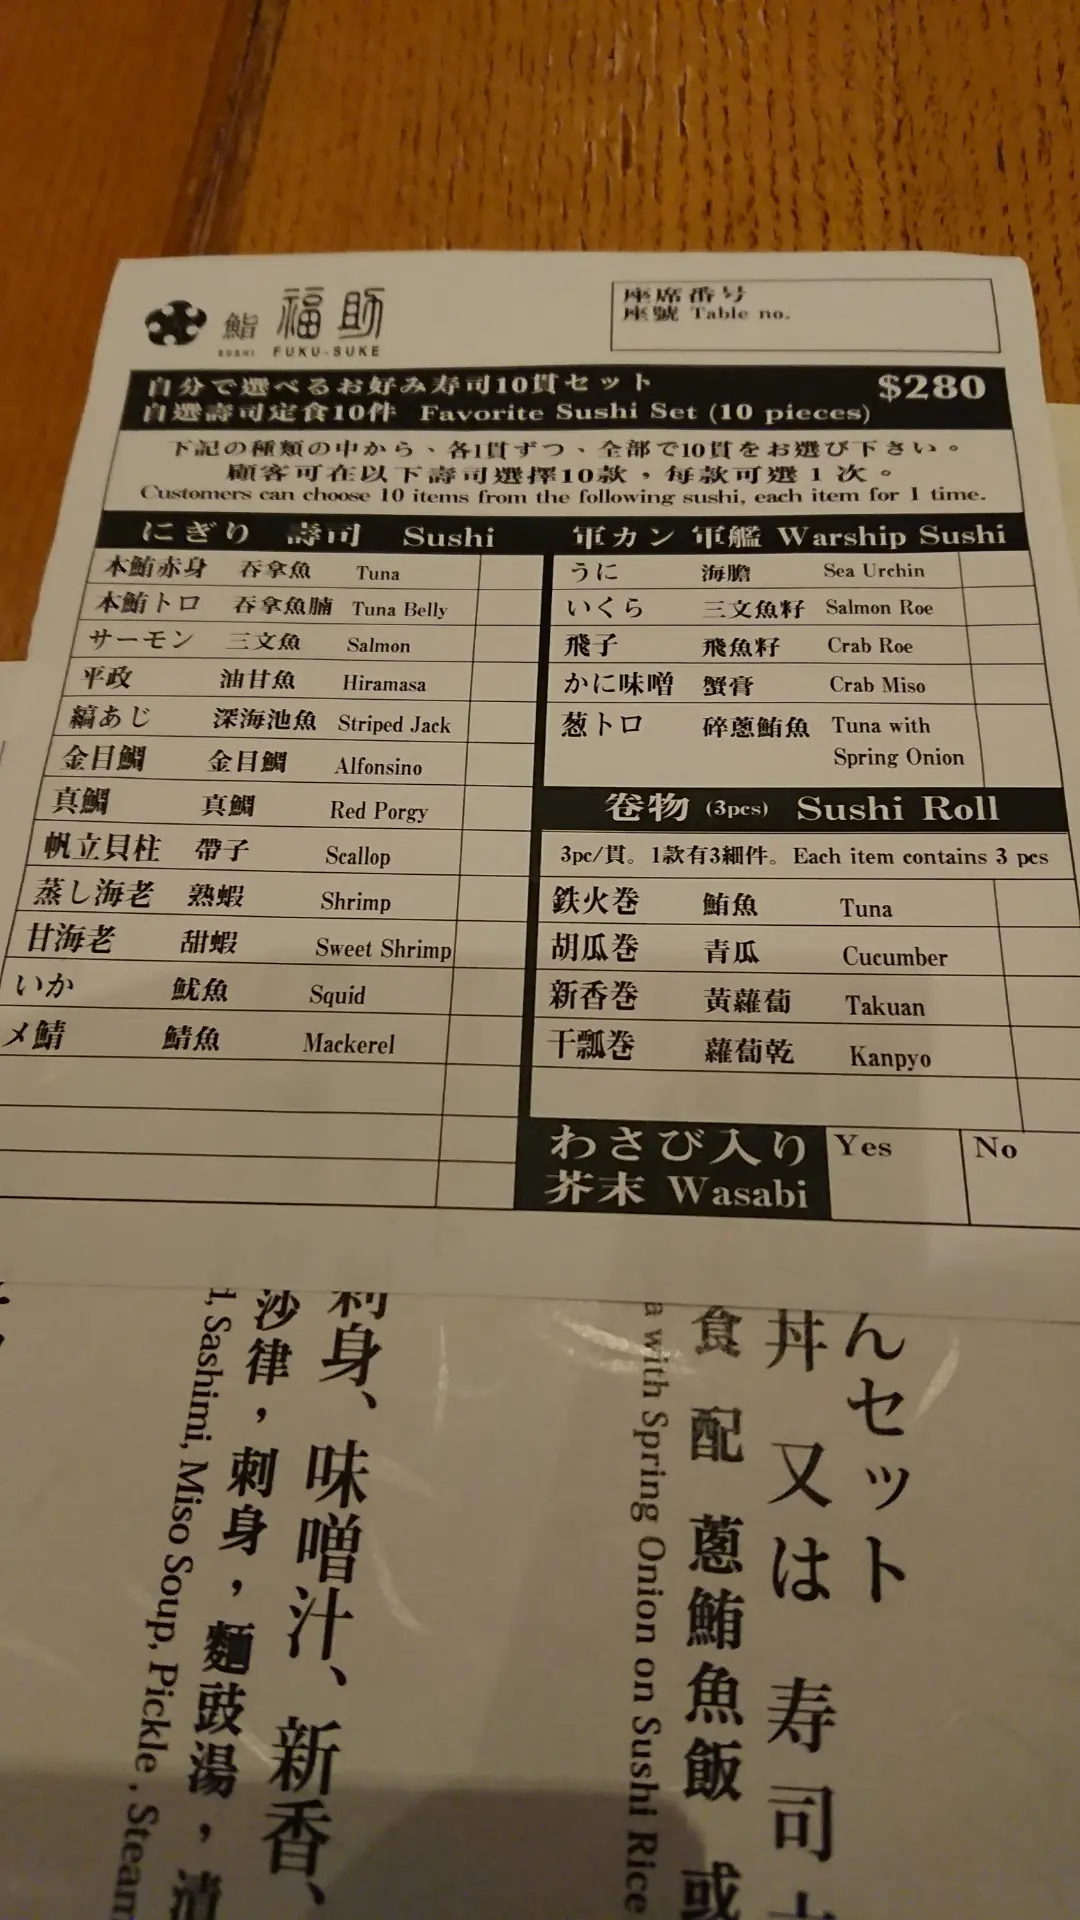 鮨 福助
SUSHI FUKU-SUKE
座席番号
座號 Table no.
自分で選べるお好み寿司10貫セット $280
自選壽司定食10件 Favorite Sushi Set (10 pieces)
下記の種類の中から、各1貫ずつ、全部で10貫をお選び下さい。
顧客可在以下壽司選擇10款，每款可選1次。
Customers can choose 10 items from the following sushi, each item for 1 time.
にぎり 壽司 Sushi
本鮪赤身 吞拿魚 Tuna
本鮪トロ 吞拿魚腩 Tuna Belly
サーモン 三文魚 Salmon
平政 油甘魚 Hiramasa
縞あじ 深海池魚 Striped Jack
金目鯛 金目鯛 Alfonsino
真鯛 真鯛 Red Porgy
帆立貝柱 帶子 Scallop
蒸し海老 熟蝦 Shrimp
甘海老 甜蝦 Sweet Shrimp
いか 魷魚 Squid
〆鯖 鯖魚 Mackerel
軍カン 軍艦 Warship Sushi
うに 海膽 Sea Urchin
いくら 三文魚籽 Salmon Roe
飛子 飛魚籽 Crab Roe
かに味噌 蟹膏 Crab Miso
葱トロ 碎蔥鮪魚 Tuna with
Spring Onion
卷物 (3pcs) Sushi Roll
3pc/貫。1款有3細件。Each item contains 3 pcs
鉄火巻 鮪魚 Tuna
胡瓜巻 青瓜 Cucumber
新香巻 黃蘿蔔 Takuan
干瓢巻 蘿蔔乾 Kanpyo
わさび入り
芥末 Wasabi
Yes No
んセット
丼 又は 寿司
食 配 蔥鮪魚飯 或
a with Spring Onion on Sushi Rice
刺身、味噌汁、新香、
沙律，刺身，麵豉湯，漬
Sashimi, Miso Soup, Pickle, Steam